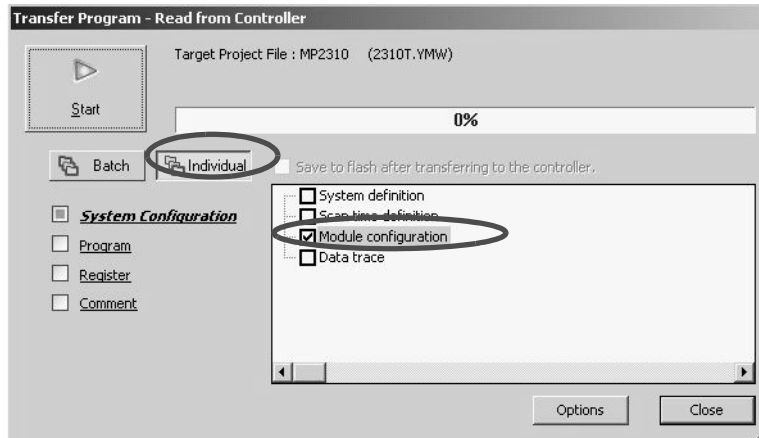 Transfer Program - Read from Controller
Target Project File : MP2310 (2310T.YMW)
Start
0%
Batch
Individual
Save to flash after transferring to the controller.
System Configuration
Program
Register
Comment
System definition
Scan time definition
Module configuration
Data trace
Options
Close